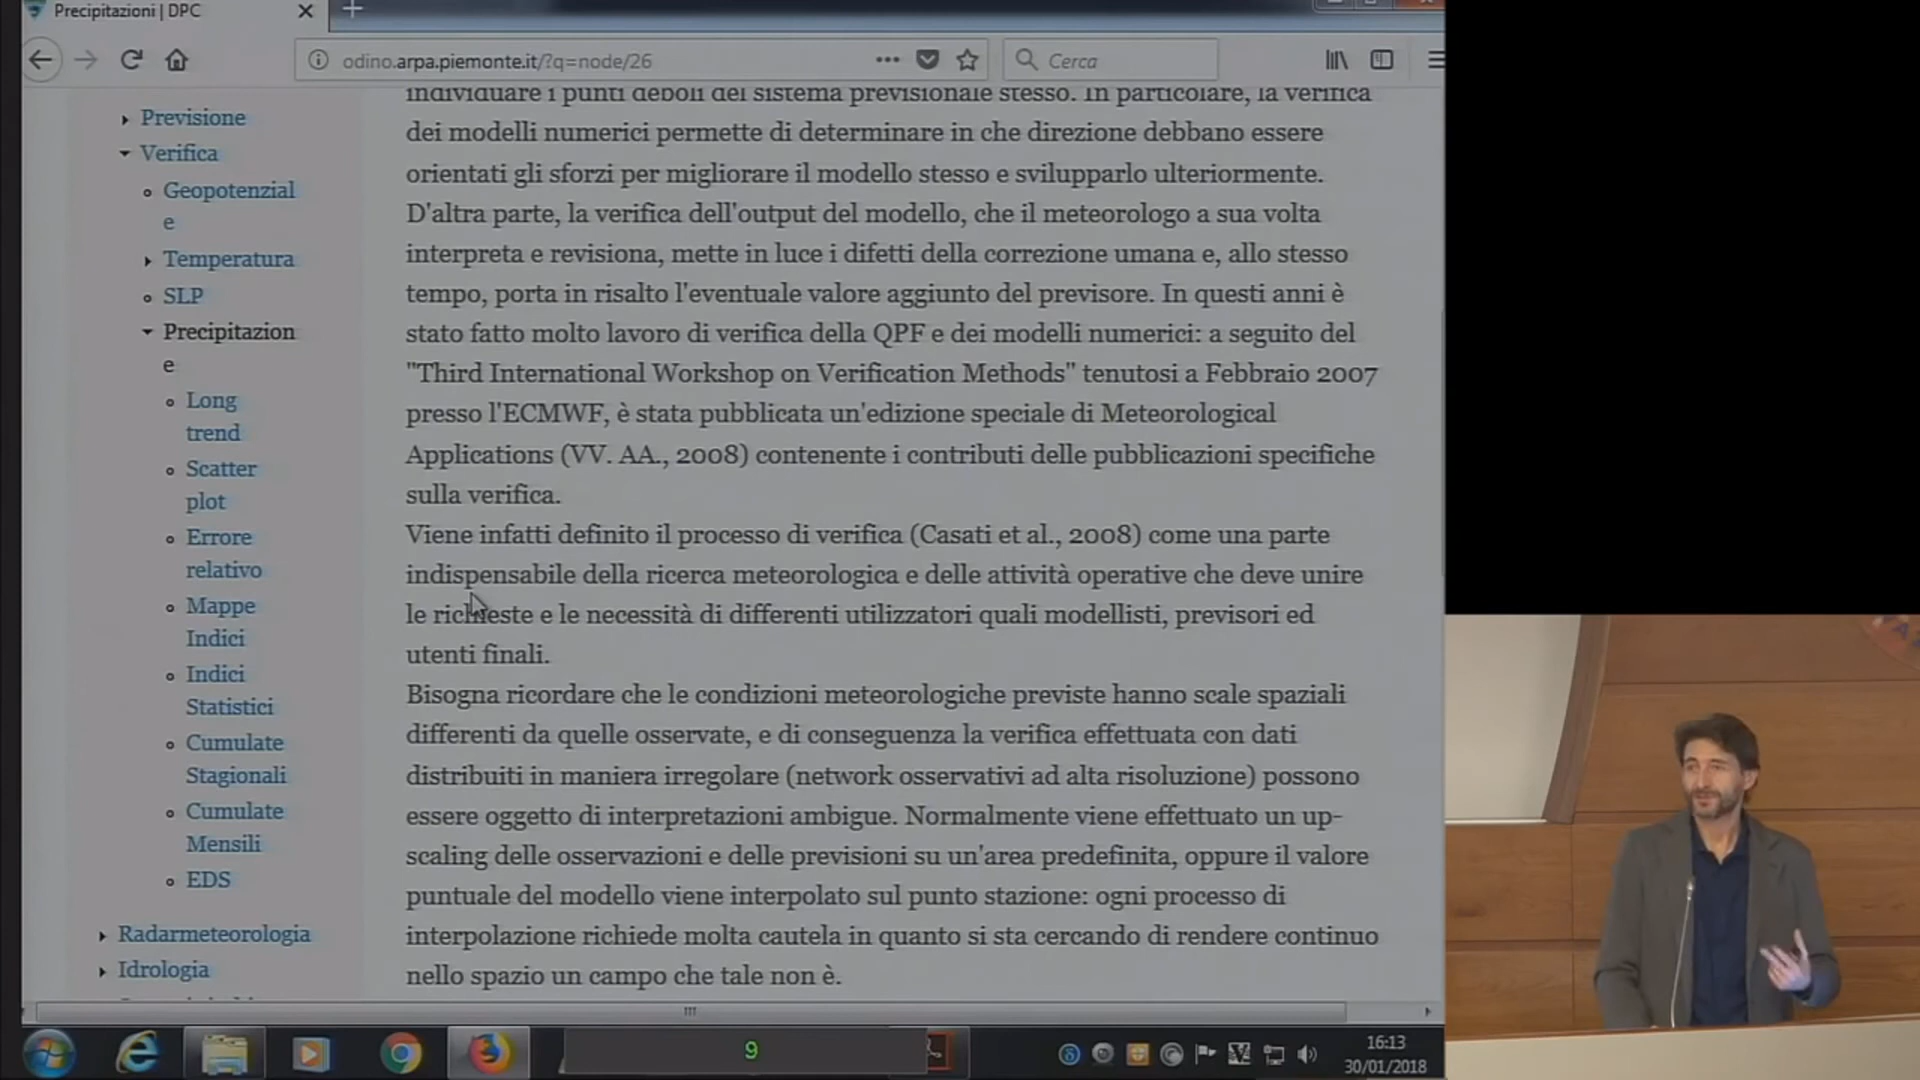 Precipitazioni | DPC
odino.arpa.piemonte.it/?q=node/26
Cerca
Previsione
Verifica
Geopotenzial
e
Temperatura
SLP
Precipitazion
e
Long
trend
Scatter
plot
Errore
relativo
Mappe
Indici
Indici
Statistici
Cumulate
Stagionali
Cumulate
Mensili
EDS
Radarmeteorologia
Idrologia
individuare i punti deboli del sistema previsionale stesso. In particolare, la verifica
dei modelli numerici permette di determinare in che direzione debbano essere
orientati gli sforzi per migliorare il modello stesso e svilupparlo ulteriormente.
D'altra parte, la verifica dell'output del modello, che il meteorologo a sua volta
interpreta e revisiona, mette in luce i difetti della correzione umana e, allo stesso
tempo, porta in risalto l'eventuale valore aggiunto del previsore. In questi anni è
stato fatto molto lavoro di verifica della QPF e dei modelli numerici: a seguito del
"Third International Workshop on Verification Methods" tenutosi a Febbraio 2007
presso l'ECMWF, è stata pubblicata un'edizione speciale di Meteorological
Applications (VV. AA., 2008) contenente i contributi delle pubblicazioni specifiche
sulla verifica.
Viene infatti definito il processo di verifica (Casati et al., 2008) come una parte
indispensabile della ricerca meteorologica e delle attività operative che deve unire
le richieste e le necessità di differenti utilizzatori quali modellisti, previsori ed
utenti finali.
Bisogna ricordare che le condizioni meteorologiche previste hanno scale spaziali
differenti da quelle osservate, e di conseguenza la verifica effettuata con dati
distribuiti in maniera irregolare (network osservativi ad alta risoluzione) possono
essere oggetto di interpretazioni ambigue. Normalmente viene effettuato un up-
scaling delle osservazioni e delle previsioni su un'area predefinita, oppure il valore
puntuale del modello viene interpolato sul punto stazione: ogni processo di
interpolazione richiede molta cautela in quanto si sta cercando di rendere continuo
nello spazio un campo che tale non è.
9
16:13
30/01/2018